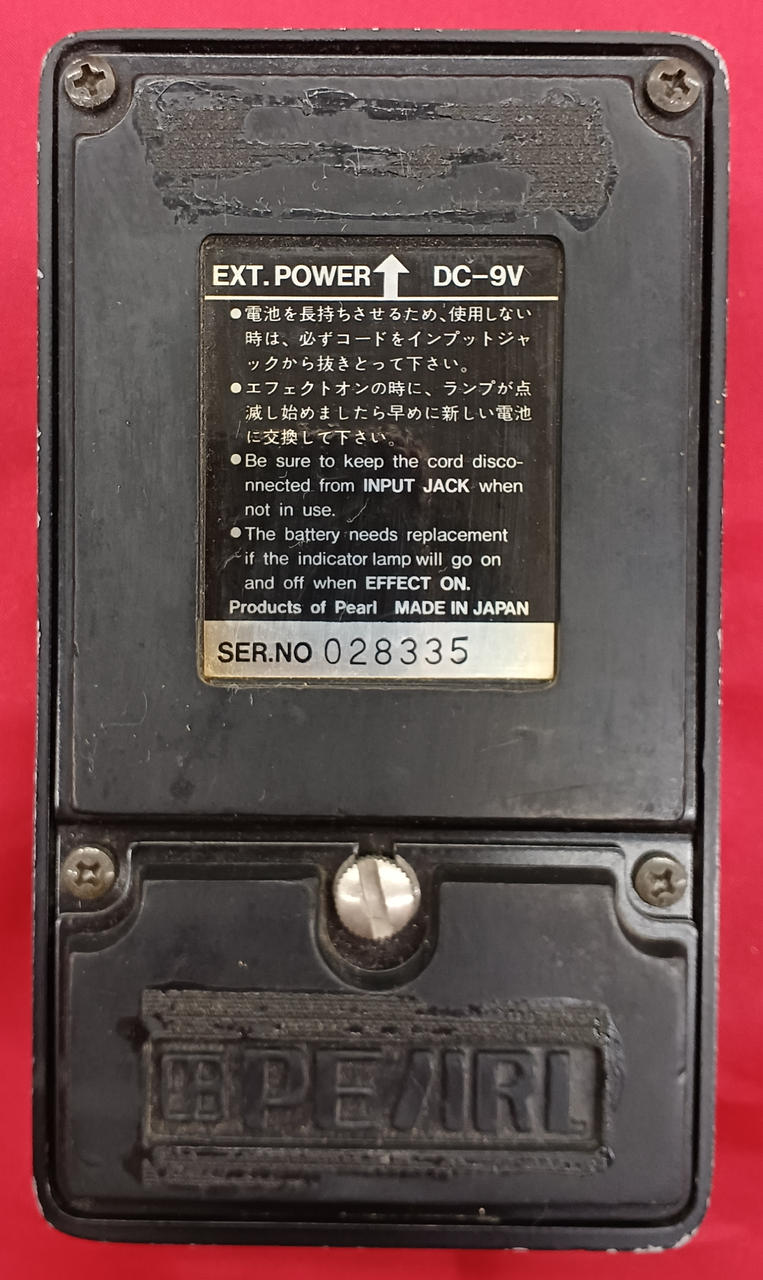 EXT. POWER DC-9V
●電池を長持ちさせるため、使用しない
時は、必ずコードをインプットジャ
ックから抜きとって下さい。
●エフェクトオンの時に、ランプが点
滅し始めましたら早めに新しい電池
に交換して下さい。
●Be sure to keep the cord disco-
nnected from INPUT JACK when
not in use.
●The battery needs replacement
if the indicator lamp will go on
and off when EFFECT ON.
Products of Pearl MADE IN JAPAN
SER.NO 028335
PEARL